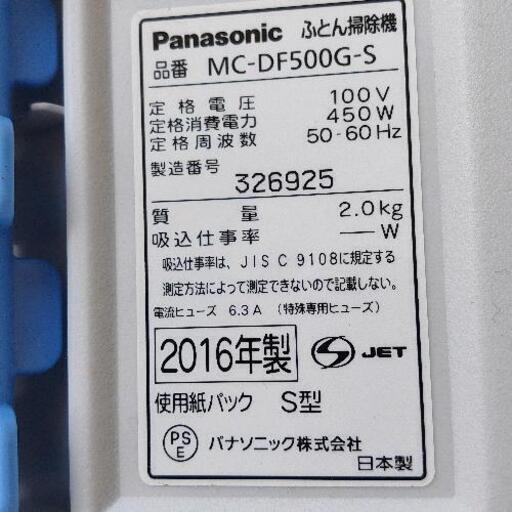 Panasonic ふとん掃除機
品番 MC-DF500G-S
定格電圧 100V
定格消費電力 450W
定格周波数 50-60Hz
製造番号 326925
質量 2.0kg
吸込仕事率 ―W
吸込仕事率は、JIS C 9108に規定する
測定方法によって測定できないので記載しない。
電流ヒューズ 6.3A (特殊専用ヒューズ)
2016年製 S JET
使用紙パック S型
PSE パナソニック株式会社
日本製